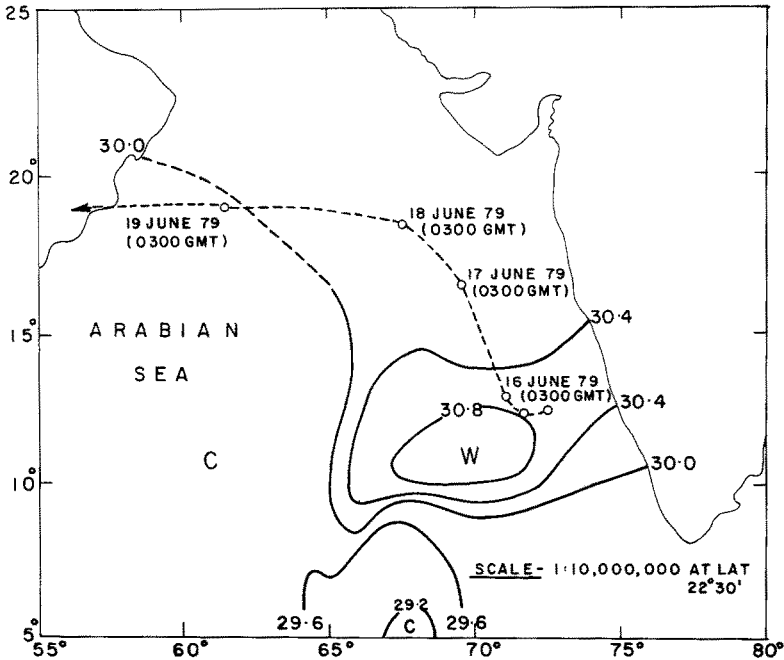 25
30.0
20°
19 JUNE 79
(0300 GMT)
18 JUNE 79
(0300 GMT)
17 JUNE 79
(0300 GMT)
15°
ARABIAN
SEA
30.4
16 JUNE 79
(0300 GMT)
30.8
30.4
W
C
30.0
10°
SCALE- 1:10,000,000 AT LAT
22°30'
29.6
29.2
C
29.6
5°
55°
60°
65°
70°
75°
80°